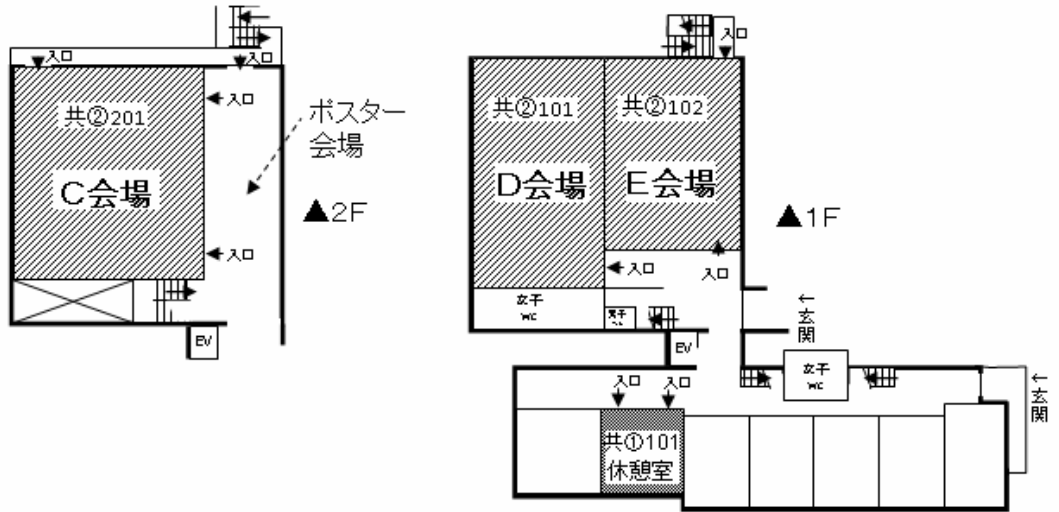 入口
入口
入口
共②201
C会場
ポスター
会場
▲2F
入口
EV
入口
共②101
共②102
D会場
E会場
▲1F
入口
入口
女子
WC
EV
←玄関
女子
WC
入口
入口
←玄関
共①101
休憩室